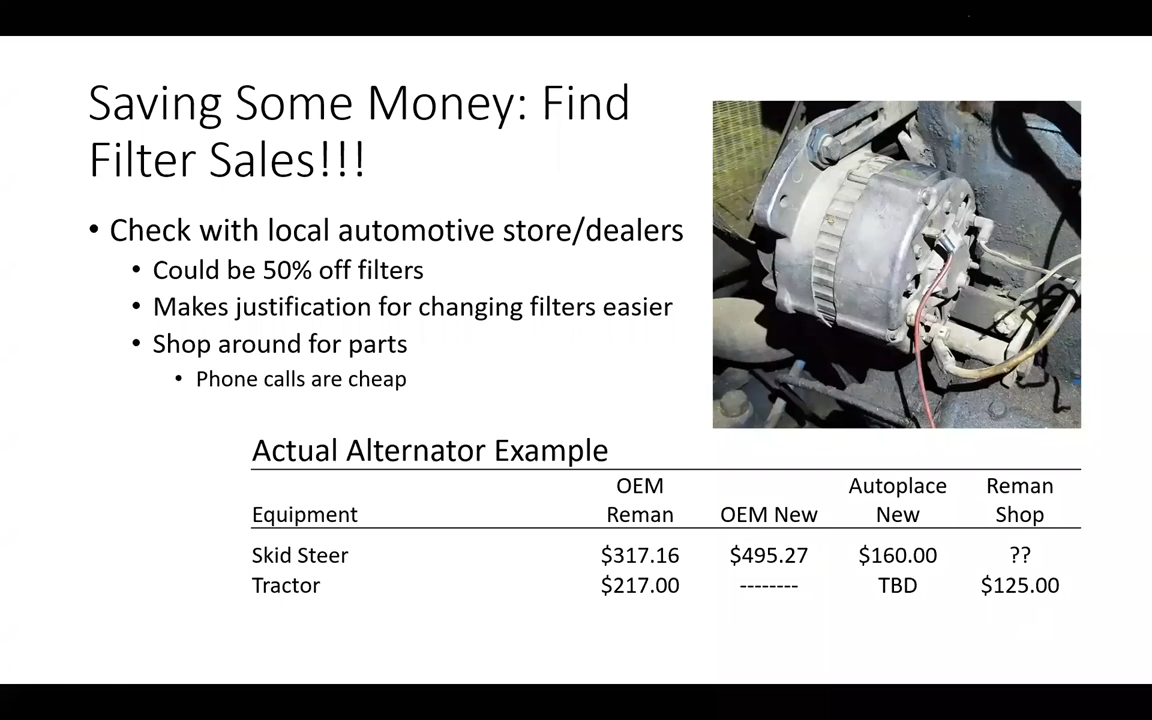 Saving Some Money: Find
Filter Sales!!!
• Check with local automotive store/dealers
• Could be 50% off filters
• Makes justification for changing filters easier
• Shop around for parts
• Phone calls are cheap
Actual Alternator Example
Equipment OEM Reman OEM New Autoplace New Reman Shop
Skid Steer $317.16 $495.27 $160.00 ??
Tractor $217.00 -------- TBD $125.00